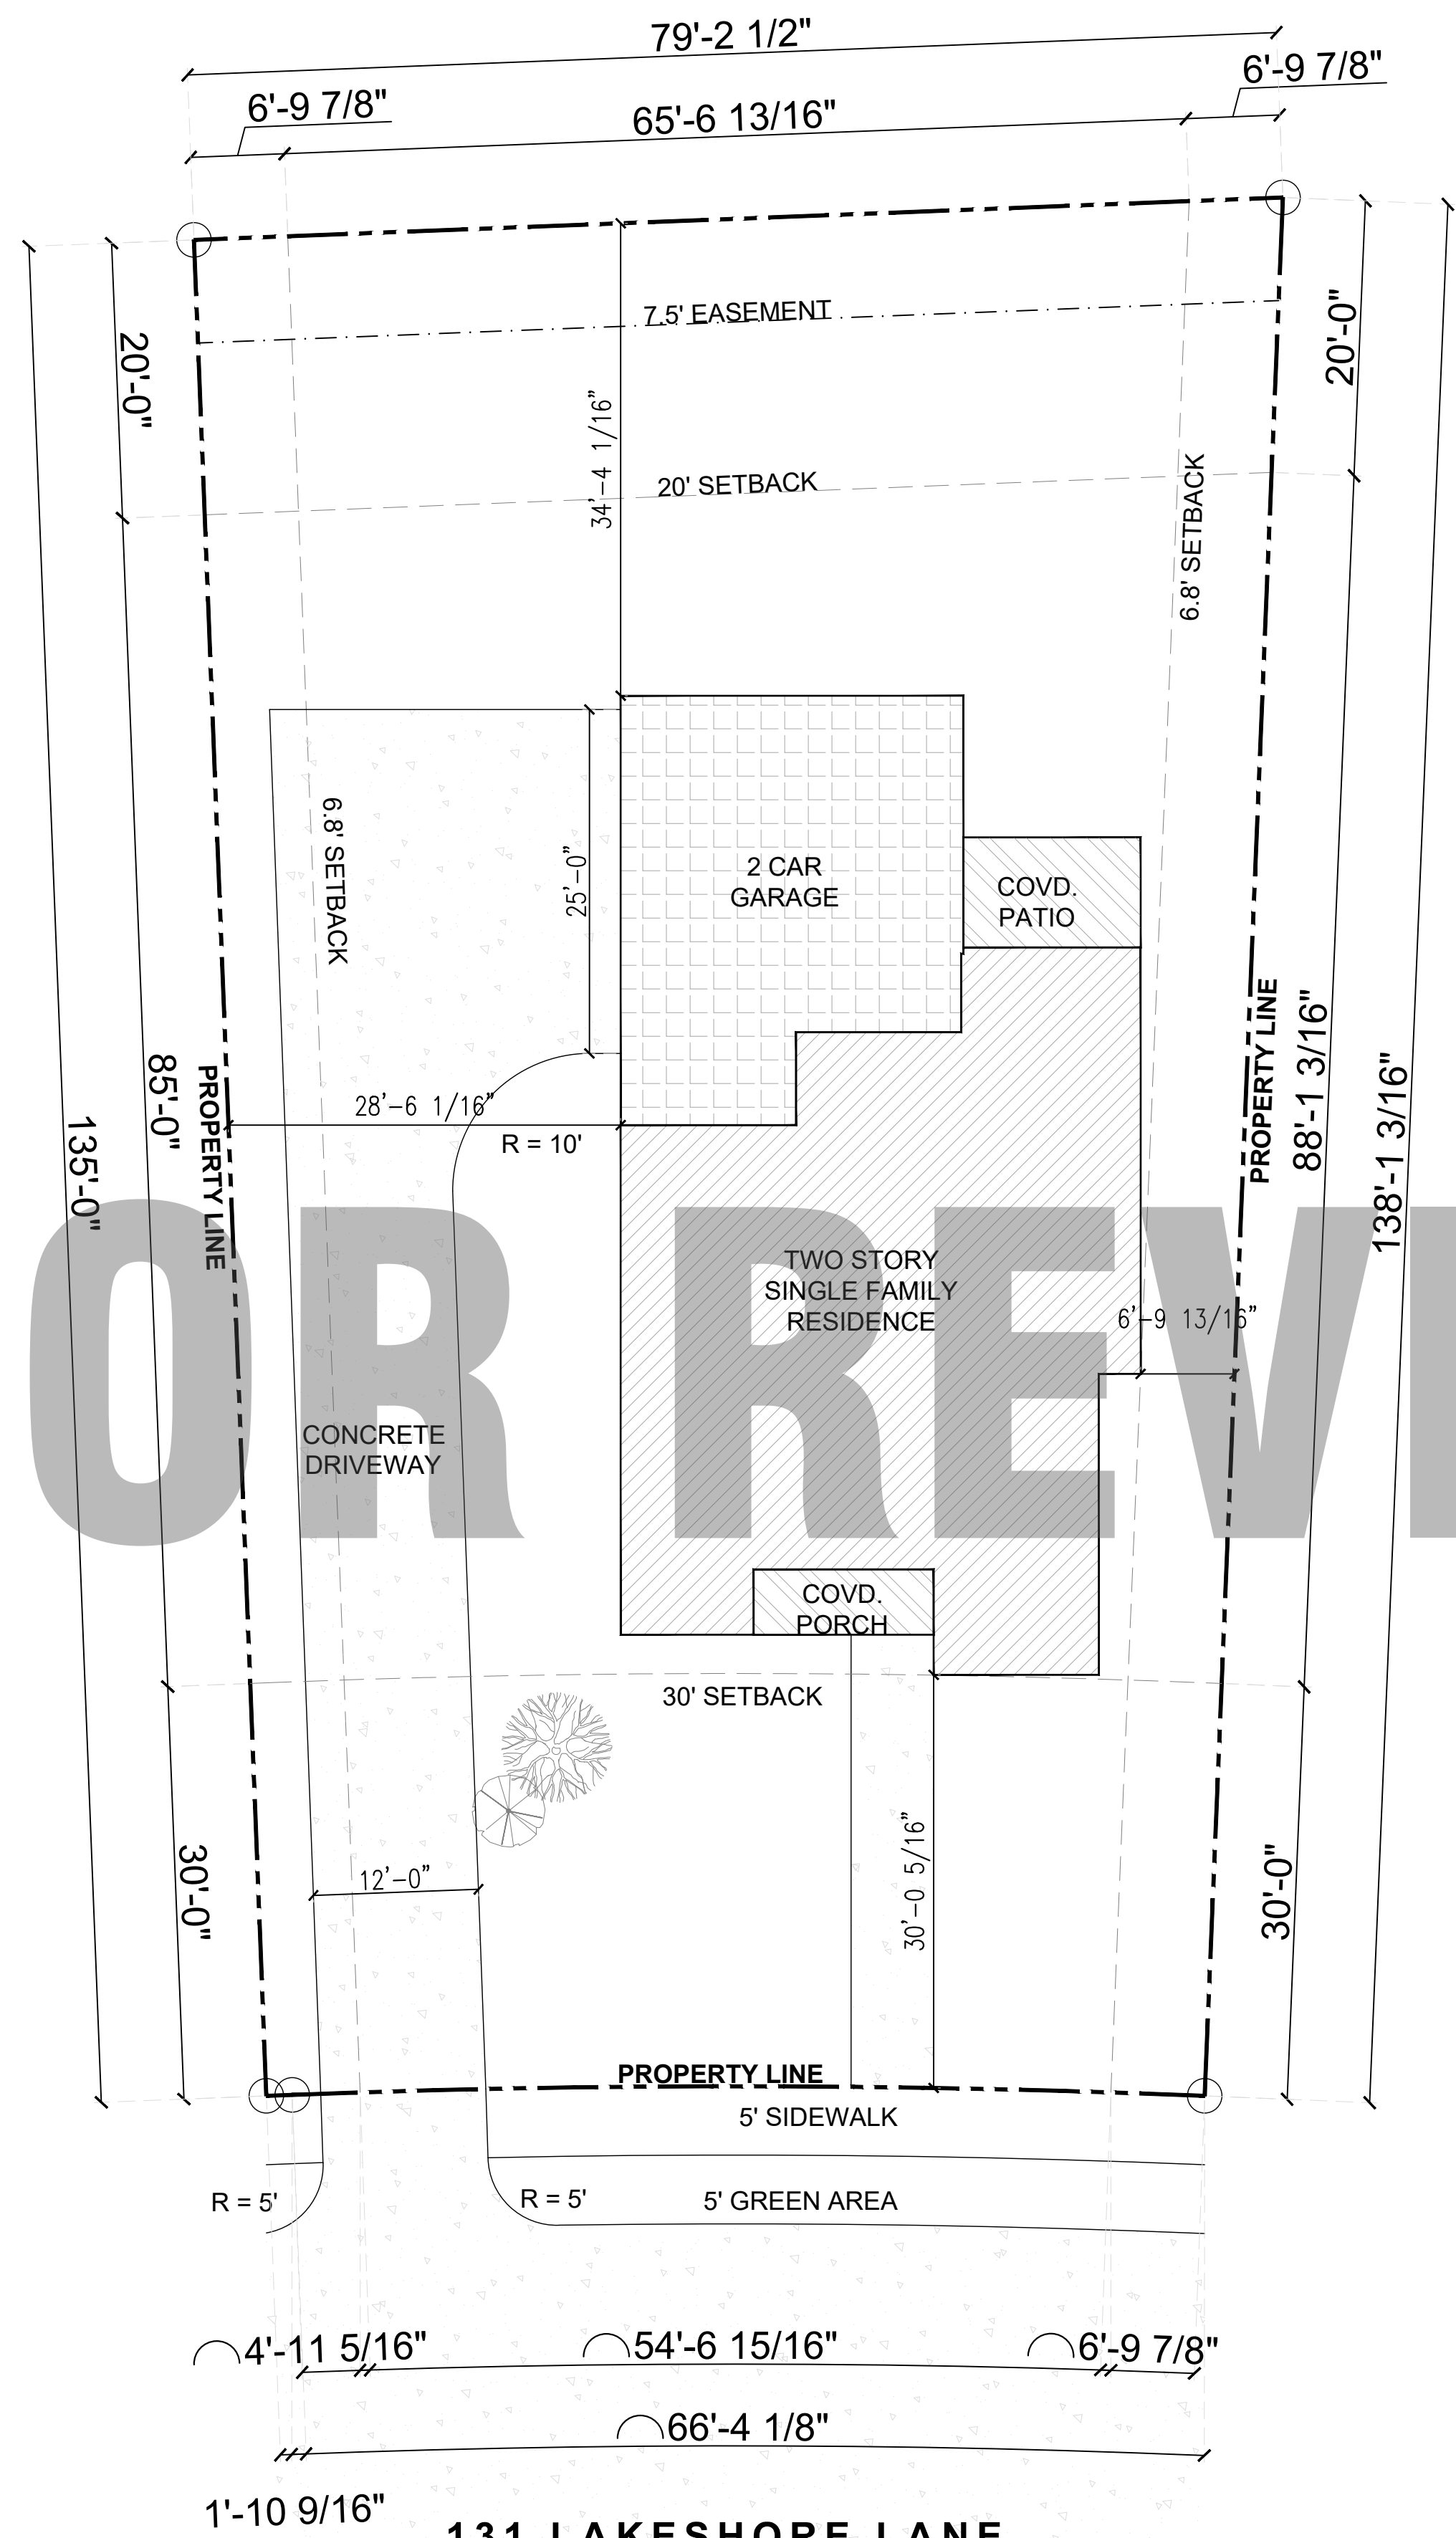 79'-2 1/2"
6'-9 7/8"
65'-6 13/16"
6'-9 7/8"
7.5' EASEMENT
20'-0"
20'-0"
34'-4 1/16"
20' SETBACK
6.8' SETBACK
6.8' SETBACK
25'-0"
2 CAR
GARAGE
COVD.
PATIO
28'-6 1/16"
R = 10'
PROPERTY LINE
85'-0"
135'-0"
PROPERTY LINE
88'-1 3/16"
138'-1 3/16"
OR REVI
TWO STORY
SINGLE FAMILY
RESIDENCE
6'-9 13/16"
CONCRETE
DRIVEWAY
COVD.
PORCH
30' SETBACK
30'-0"
12'-0"
30'-0 5/16"
30'-0"
PROPERTY LINE
5' SIDEWALK
R = 5'
R = 5'
5' GREEN AREA
4'-11 5/16"
54'-6 15/16"
6'-9 7/8"
66'-4 1/8"
1'-10 9/16"
131 LAKESHORE LANE